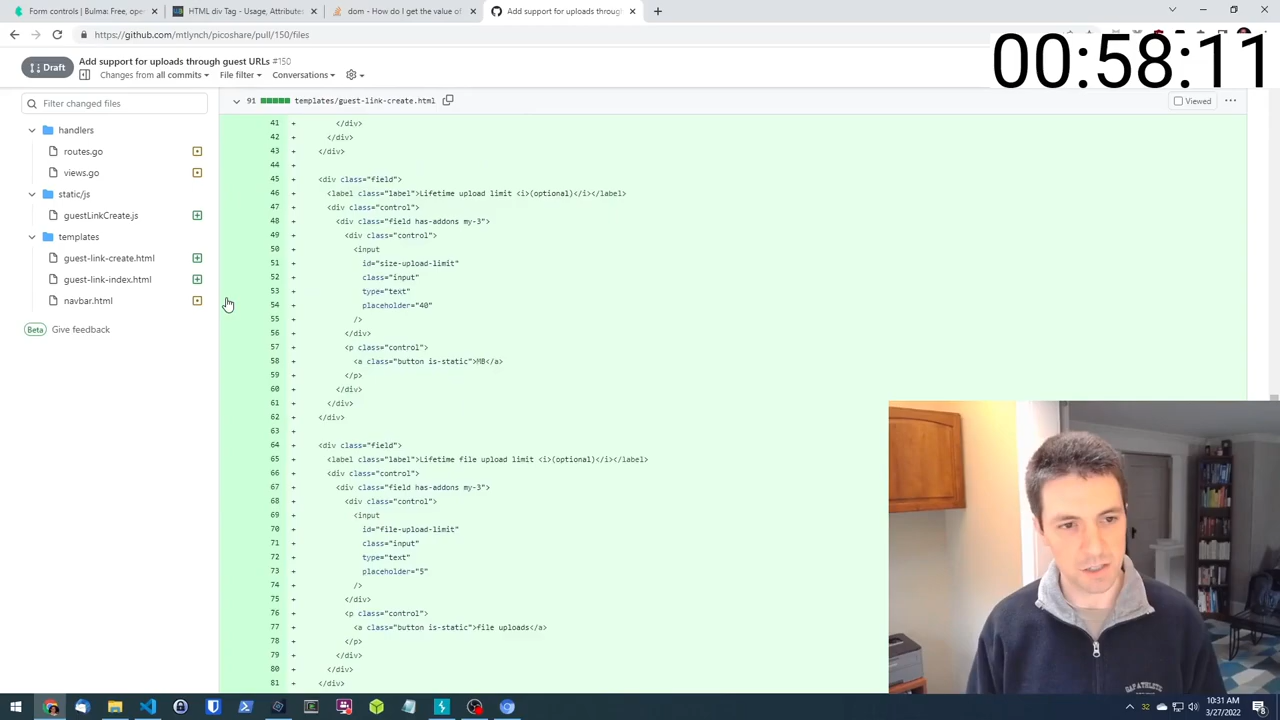 Form controls | Bulma: Free, ope
HTML div Tag - Usage, Attribute
dom - How do I get the value of
Add support for uploads through
https://github.com/mtlynch/picoshare/pull/150/files
00:58:11
Draft
Add support for uploads through guest URLs #150
Changes from all commits
File filter
Conversations
Filter changed files
91
templates/guest-link-create.html
Viewed
handlers
routes.go
views.go
static/js
guestLinkCreate.js
templates
guest-link-create.html
guest-link-index.html
navbar.html
Beta Give feedback
41 + </div>
42 + </div>
43 + </div>
44 +
45 + <div class="field">
46 + <label class="label">Lifetime upload limit <i>(optional)</i></label>
47 + <div class="control">
48 + <div class="field has-addons my-3">
49 + <div class="control">
50 + <input
51 + id="size-upload-limit"
52 + class="input"
53 + type="text"
54 + placeholder="40"
55 + />
56 + </div>
57 + <p class="control">
58 + <a class="button is-static">MB</a>
59 + </p>
60 + </div>
61 + </div>
62 + </div>
63 +
64 + <div class="field">
65 + <label class="label">Lifetime file upload limit <i>(optional)</i></label>
66 + <div class="control">
67 + <div class="field has-addons my-3">
68 + <div class="control">
69 + <input
70 + id="file-upload-limit"
71 + class="input"
72 + type="text"
73 + placeholder="5"
74 + />
75 + </div>
76 + <p class="control">
77 + <a class="button is-static">file uploads</a>
78 + </p>
79 + </div>
80 + </div>
81 + </div>
32
10:31 AM
3/27/2022
8